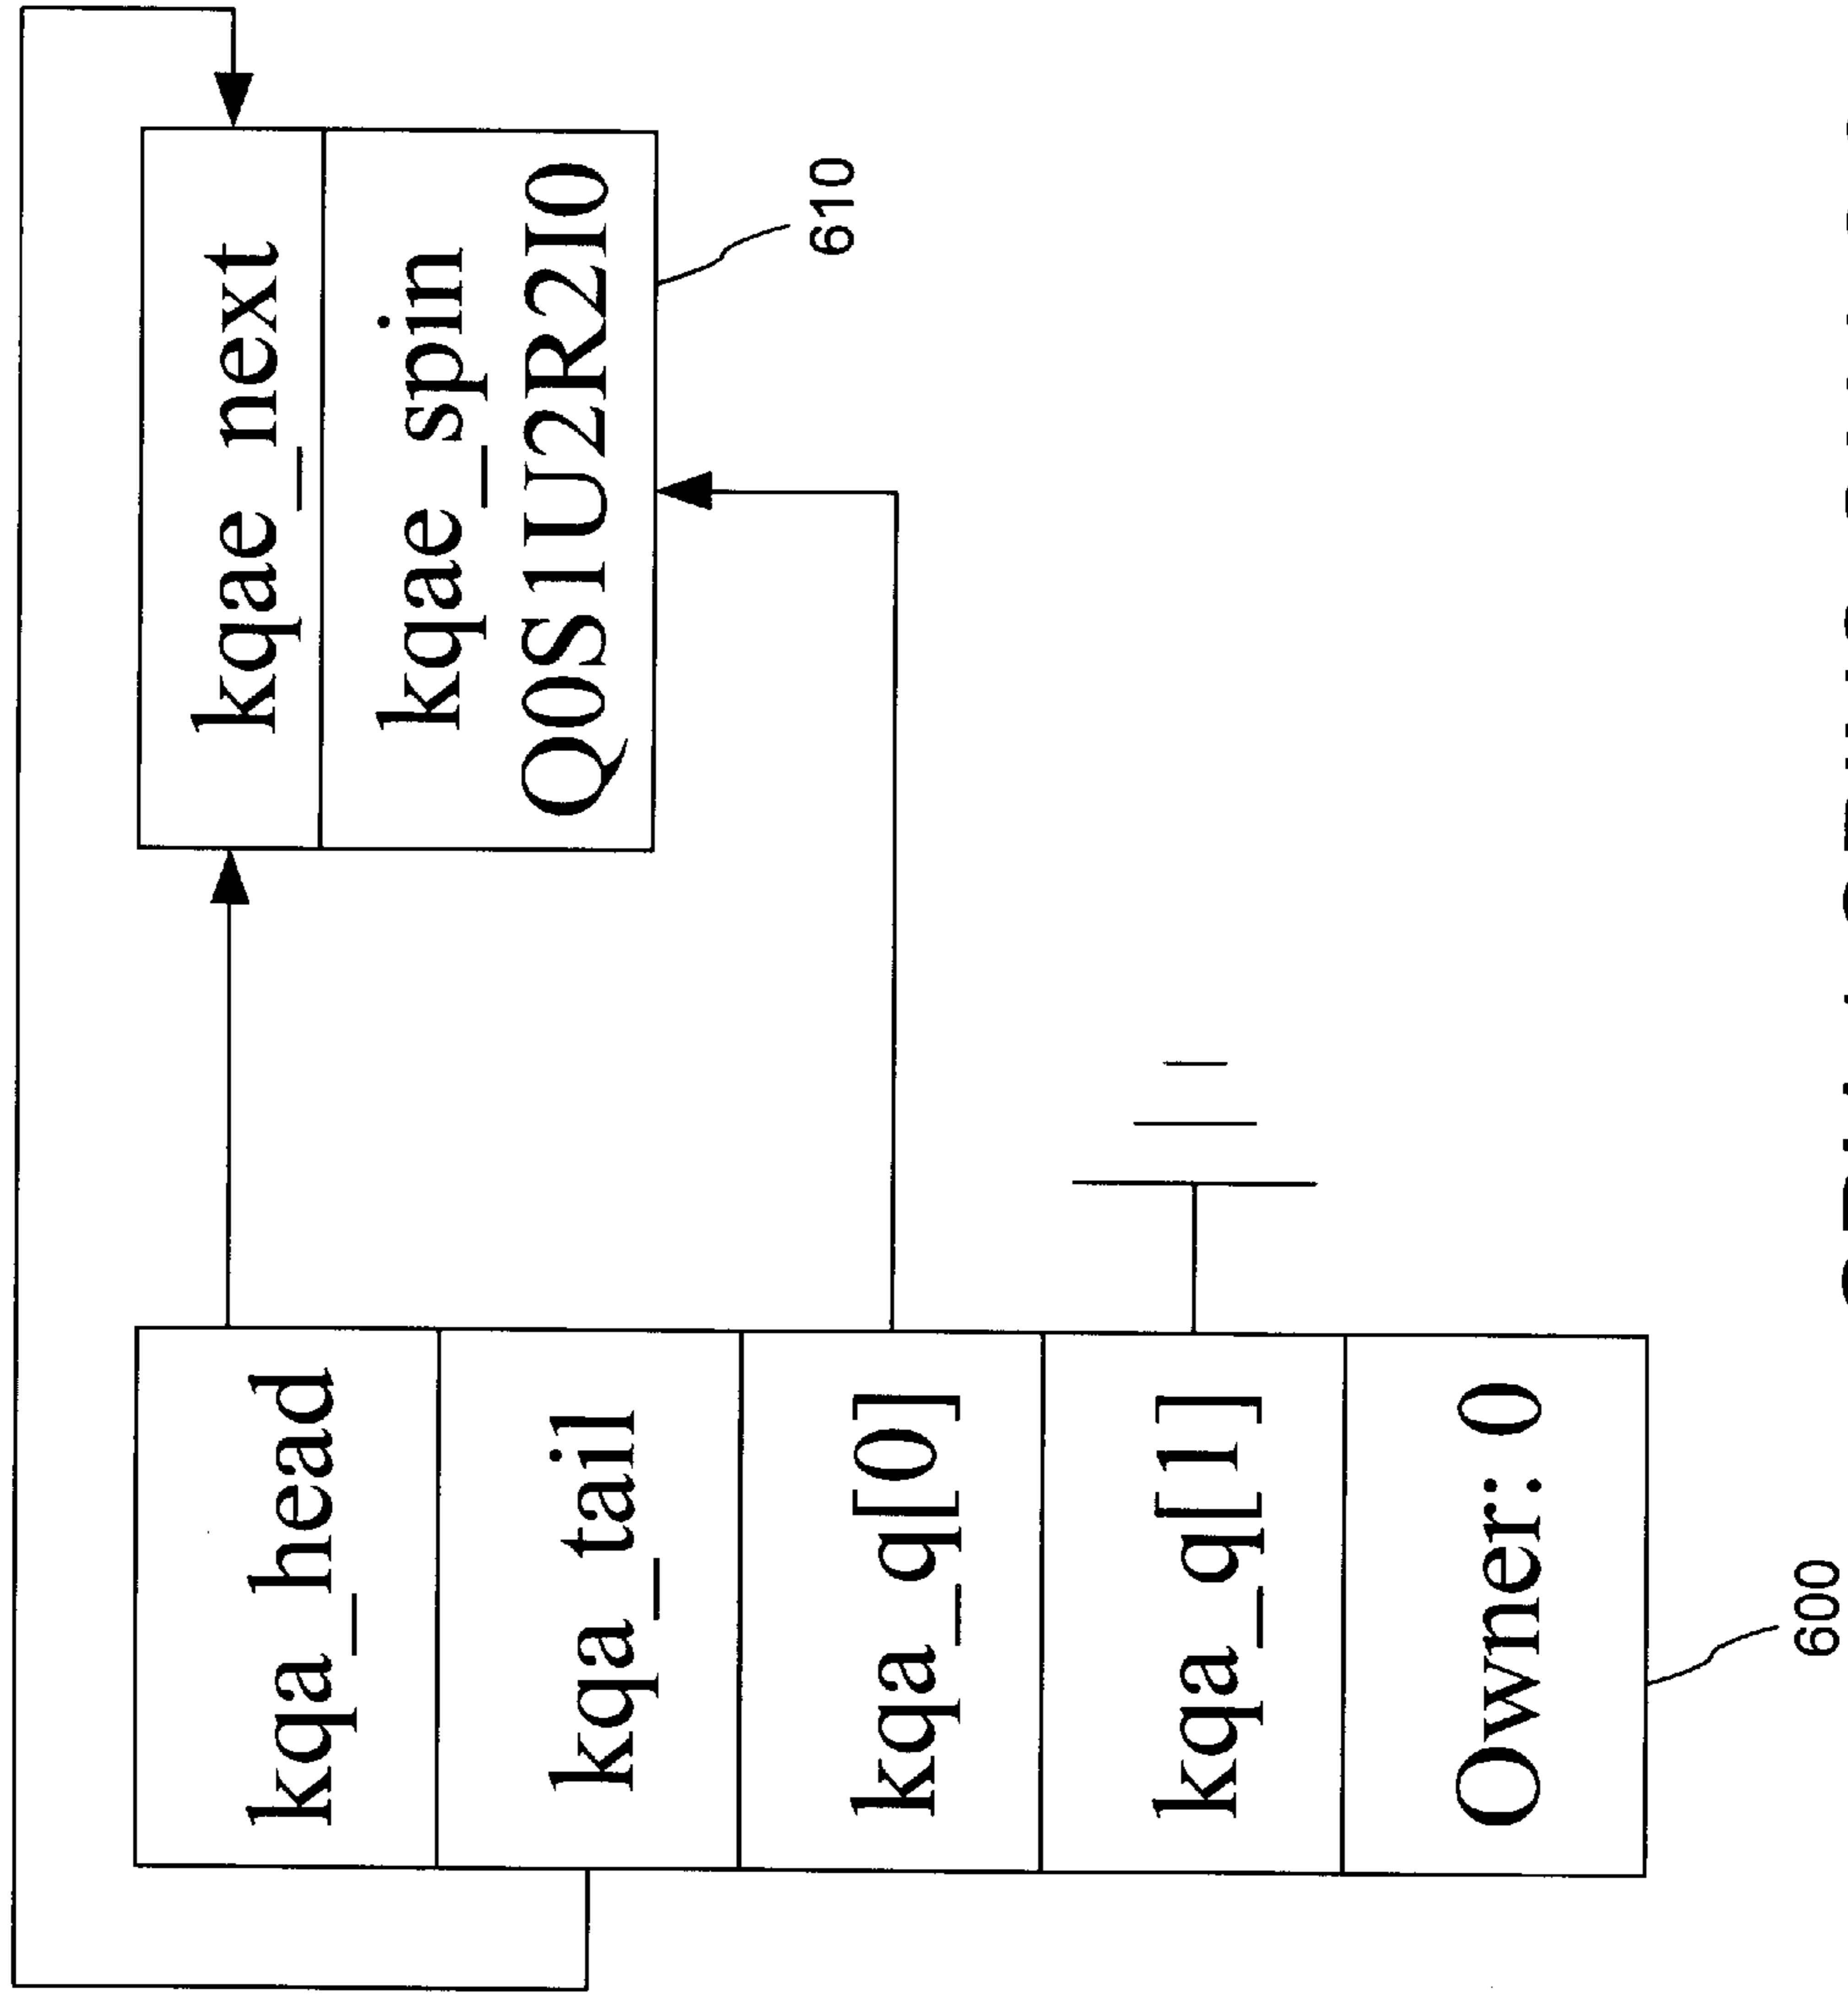 kqa_head
kqa_tail
kqa_q[0]
kqa_q[1]
Owner: 0
600
kqae_next
kqae_spin
Q0S1U2R2I0
610